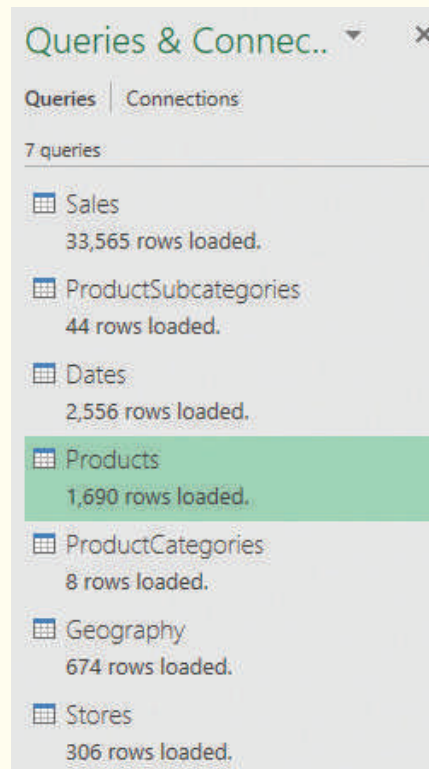 Queries & Connec..
Queries | Connections
7 queries
Sales
33,565 rows loaded.
ProductSubcategories
44 rows loaded.
Dates
2,556 rows loaded.
Products
1,690 rows loaded.
ProductCategories
8 rows loaded.
Geography
674 rows loaded.
Stores
306 rows loaded.